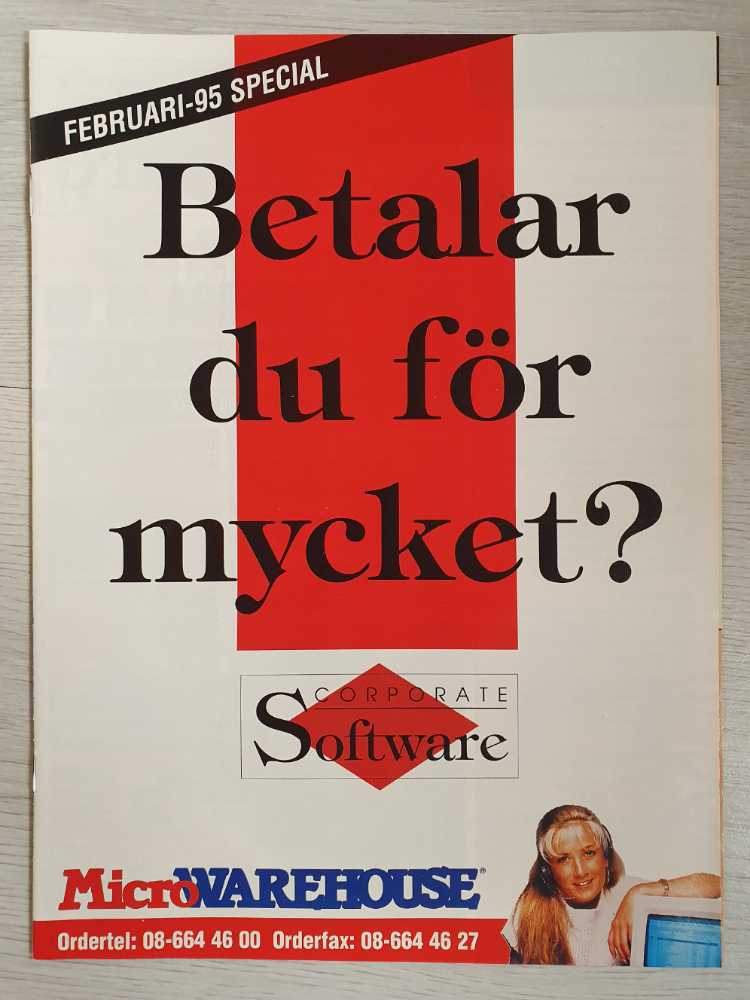 FEBRUARI-95 SPECIAL
Betalar
du för
mycket?
CORPORATE
Software
MicroWAREHOUSE®
Ordertel: 08-664 46 00 Orderfax: 08-664 46 27